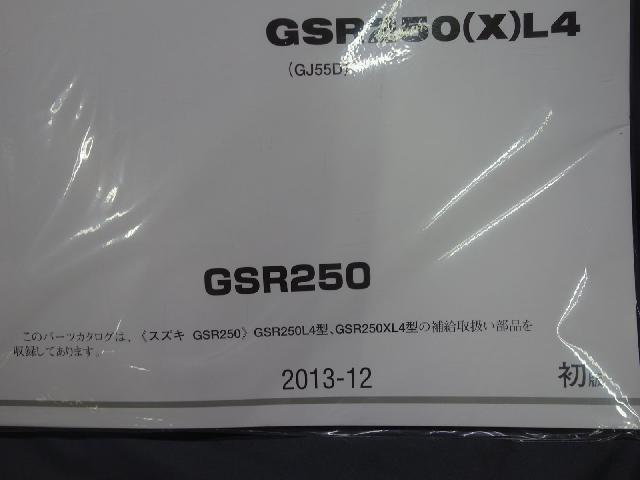 GSR250(X)L4
(GJ55D)
GSR250
このパーツカタログは、《スズキ GSR250》GSR250L4型、GSR250XL4型の補給取扱い部品を
収録してあります。
2013-12
初版